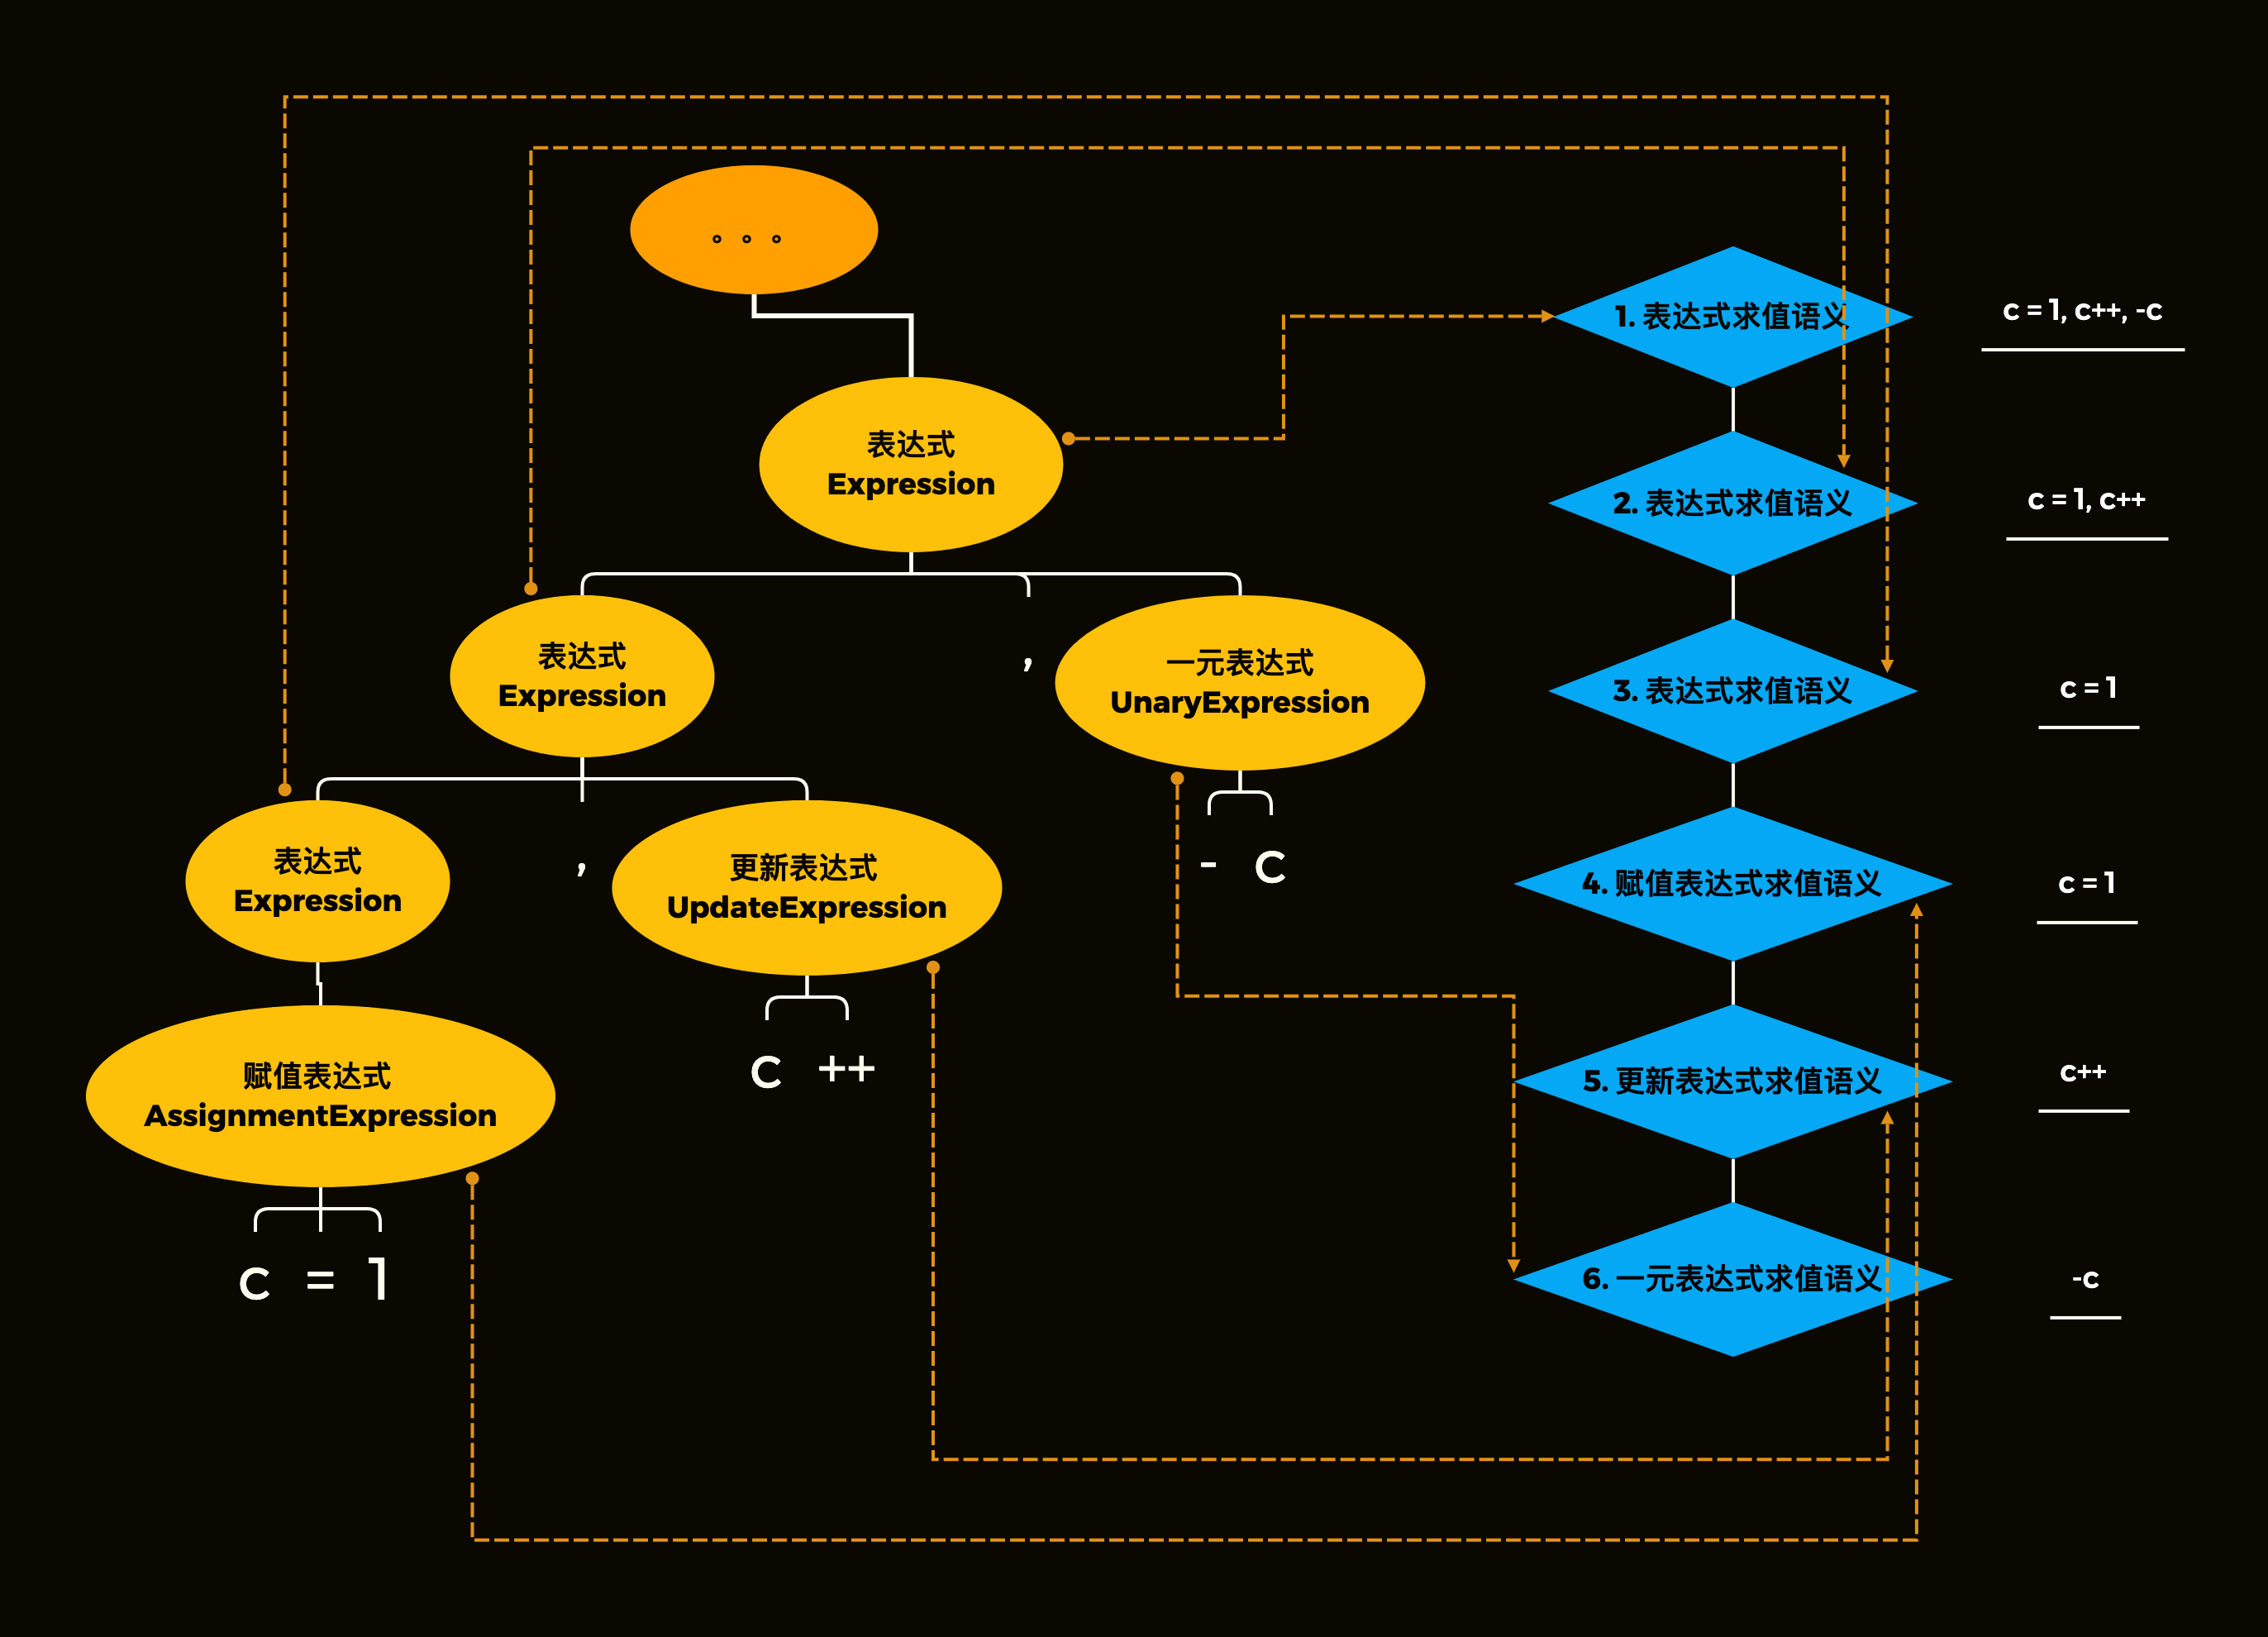 。。。
表达式
Expression
表达式
Expression
,
一元表达式
UnaryExpression
表达式
Expression
,
更新表达式
UpdateExpression
- c
赋值表达式
AssignmentExpression
c ++
c = 1
1. 表达式求值语义
c = 1, c++, -c
2. 表达式求值语义
c = 1, c++
3. 表达式求值语义
c = 1
4. 赋值表达式求值语义
c = 1
5. 更新表达式求值语义
c++
6. 一元表达式求值语义
-c